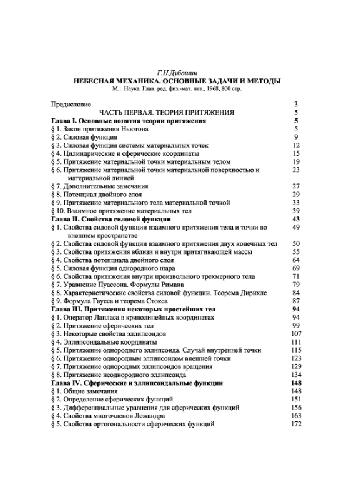 Г.Н.Дубошин
НЕБЕСНАЯ МЕХАНИКА. ОСНОВНЫЕ ЗАДАЧИ И МЕТОДЫ
М.: Наука. Глав. ред. физ.-мат. лит., 1968, 800 стр.
Предисловие 3
ЧАСТЬ ПЕРВАЯ. ТЕОРИЯ ПРИТЯЖЕНИЯ 5
Глава I. Основные понятия теории притяжения 5
§ 1. Закон притяжения Ньютона 5
§ 2. Силовая функция 9
§ 3. Силовая функция системы материальных точек 12
§ 4. Цилиндрические и сферические координаты 15
§ 5. Притяжение материальной точки материальным телом 19
§ 6. Притяжение материальной точки материальной поверхностью и 23
материальной линией
§ 7. Дополнительные замечания 27
§ 8. Потенциал двойного слоя 29
§ 9. Притяжение материального тела материальной точкой 33
§ 10. Взаимное притяжение материальных тел 59
Глава II. Свойства силовой функции 43
§ 1. Свойства силовой функции взаимного притяжения тела и точки во 49
внешнем пространстве
§ 2. Свойства силовой функции взаимного притяжения двух конечных тел 50
§ 3. Свойства притяжения вблизи и внутри притягивающей массы 55
§ 4. Свойства потенциала двойного слоя 64
§ 5. Силовая функция однородного шара 69
§ 6. Свойства притяжения внутри произвольного трехмерного тела 71
§ 7. Уравнение Пуассона. Формула Римана 79
§ 8. Характеристические свойства силовой функции. Теорема Дирихле 84
§ 9. Формула Гаусса и теорема Стокса 87
Глава III. Притяжение некоторых простейших тел 94
§ 1. Оператор Лапласа в криволинейных координатах 94
§ 2. Притяжение сферических тел 99
§ 3. Некоторые свойства эллипсоидов 107
§ 4. Эллипсоидальные координаты 111
§ 5. Притяжение однородного эллипсоида. Случай внутренней точки 115
§ 6. Притяжение однородным эллипсоидом внешней точки 123
§ 7. Притяжение однородных эллипсоидов вращения 129
§ 8. Притяжение неоднородного эллипсоида 134
Глава IV. Сферические и эллипсоидальные функции 148
§ 1. Общие замечания 148
§ 2. Определение сферических функций 151
§ 3. Дифференциальные уравнения для сферических функций 156
§ 4. Свойства многочленов Лежандра 163
§ 5. Свойства ортогональности сферических функций 172